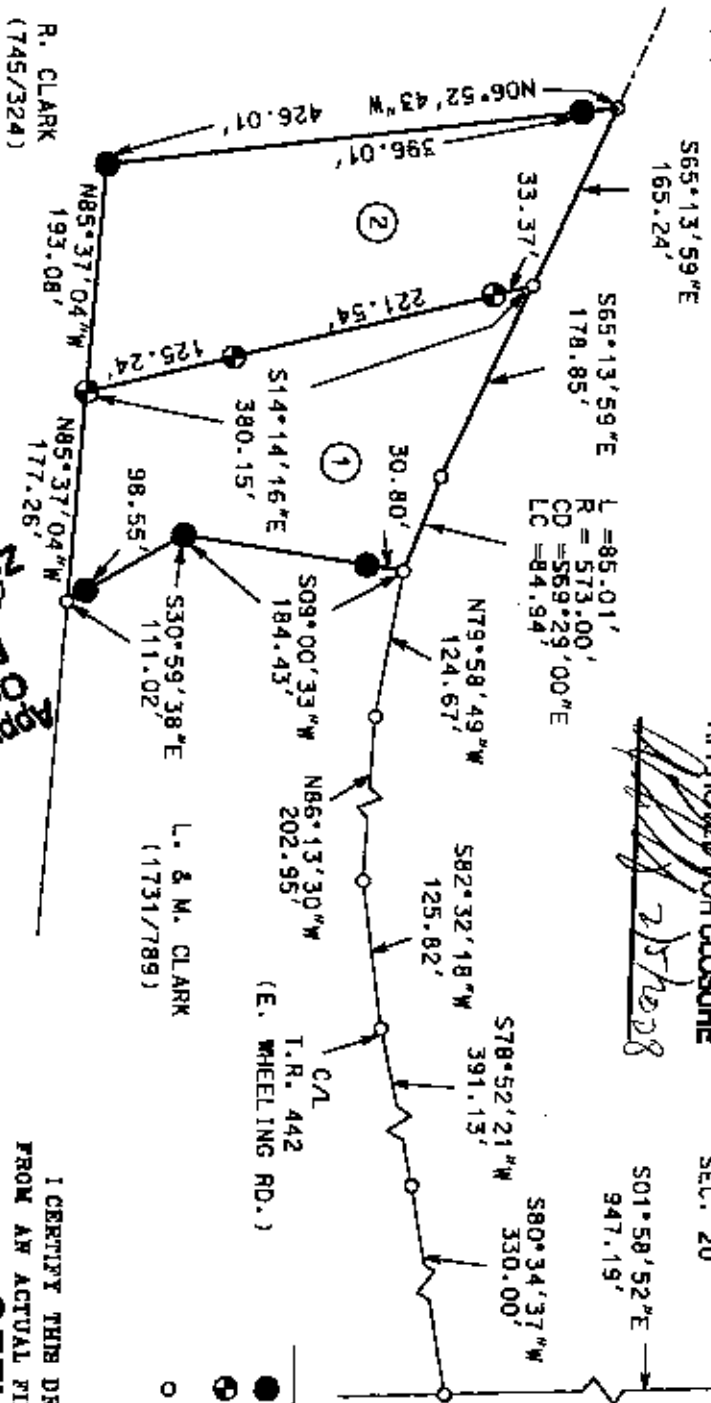 S65°13'59"E
165.24'
S65°13'59"E
178.85'
L =85.01'
R = 573.00'
CD =S69°29'00"E
LC =84.94'
CLOSURE
2/5/2008
SEC. 20
S01°58'52"E
947.19'
N06°52'43"W
426.01'
396.01'
33.37'
221.54'
125.24'
2
1
S14°14'16"E
380.15'
30.80'
N79°58'49"W
124.67'
S82°32'18"W
125.82'
S78°52'21"W
391.13'
S80°34'37"W
330.00'
S09°00'33"W
184.43'
N86°13'30"W
202.95'
C/L
T.R. 442
(E. WHEELING RD.)
98.55'
S30°59'38"E
111.02'
L. & M. CLARK
(1731/789)
R. CLARK
(745/324)
N85°37'04"W
193.08'
N85°37'04"W
177.26'
I CERTIFY THIS
FROM AN ACTUAL